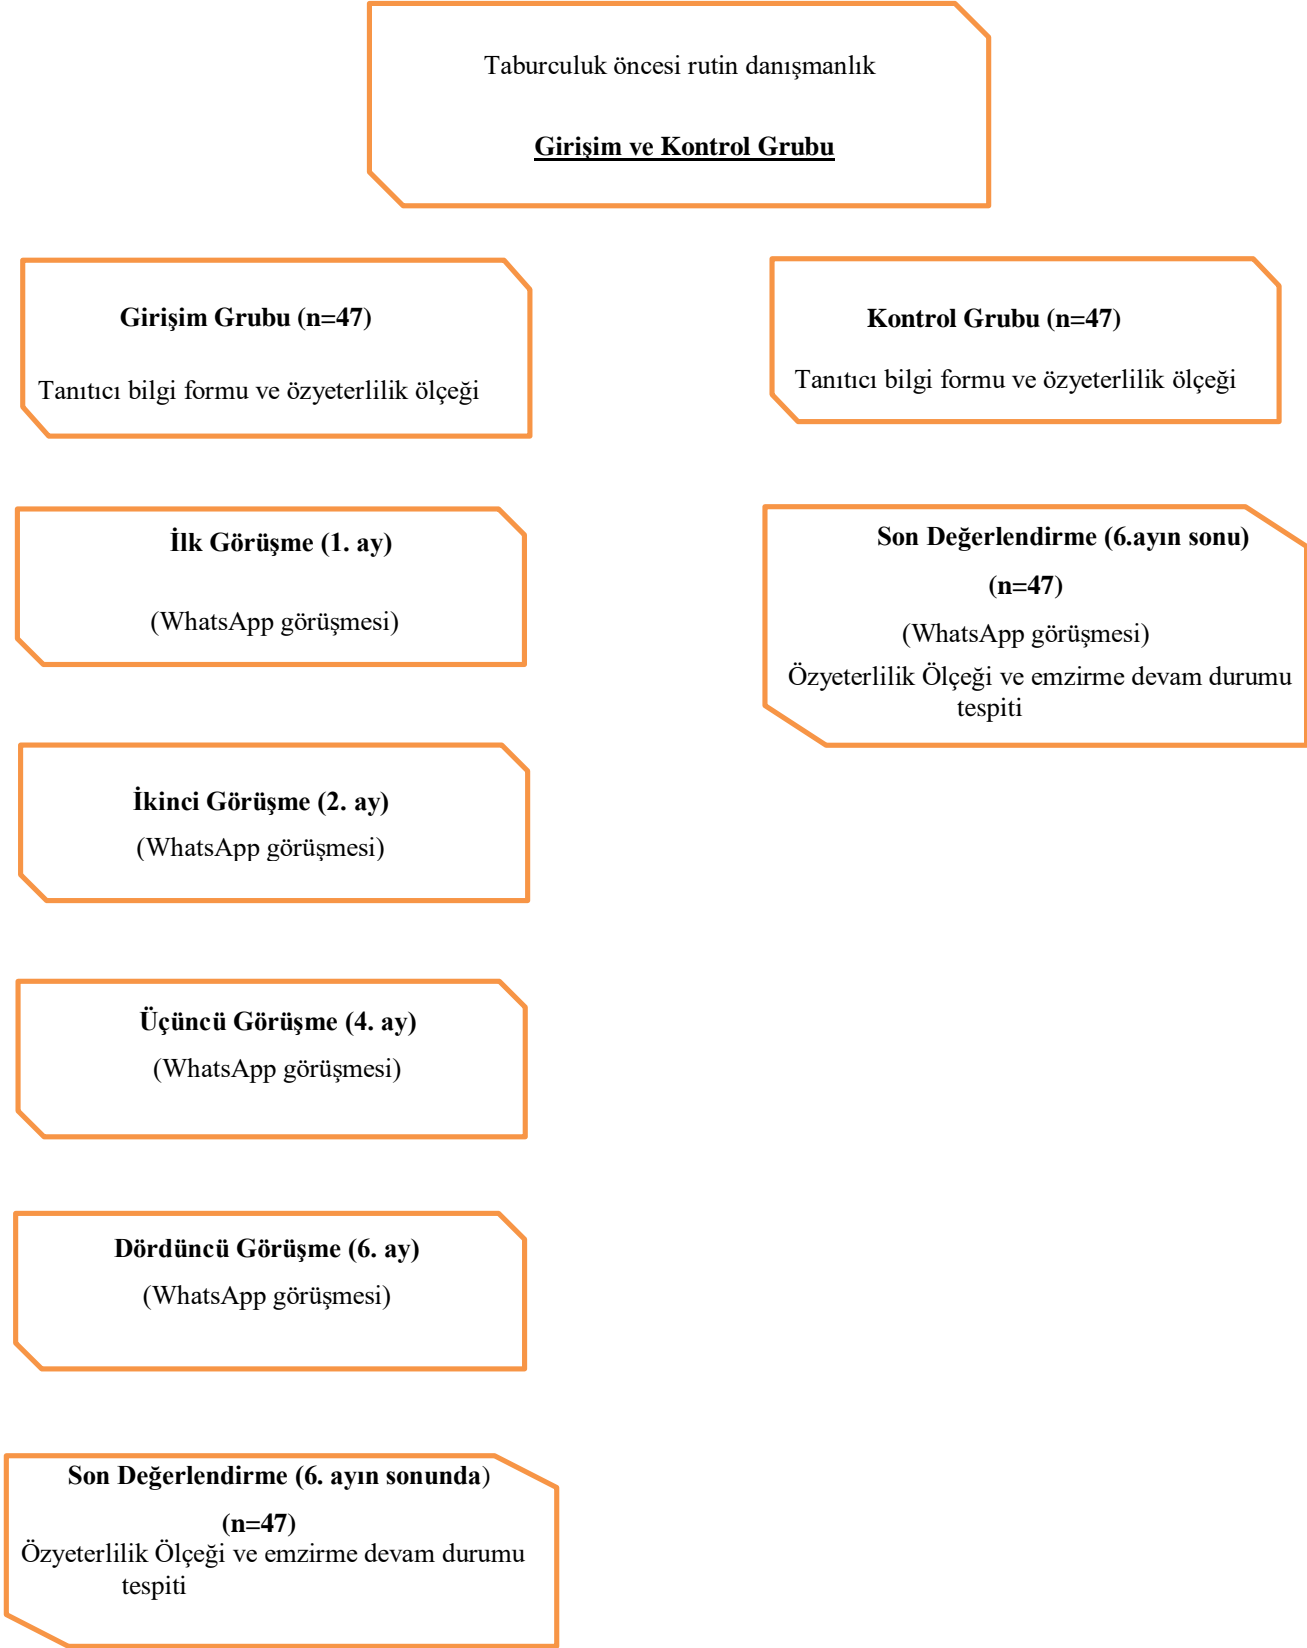 Taburculuk öncesi rutin danışmanlık
Girişim ve Kontrol Grubu
Girişim Grubu (n=47)
Tanıtıcı bilgi formu ve özyeterlilik ölçeği
Kontrol Grubu (n=47)
Tanıtıcı bilgi formu ve özyeterlilik ölçeği
İlk Görüşme (1. ay)
(WhatsApp görüşmesi)
Son Değerlendirme (6.ayın sonu)
(n=47)
(WhatsApp görüşmesi)
Özyeterlilik Ölçeği ve emzirme devam durumu
tespiti
İkinci Görüşme (2. ay)
(WhatsApp görüşmesi)
Üçüncü Görüşme (4. ay)
(WhatsApp görüşmesi)
Dördüncü Görüşme (6. ay)
(WhatsApp görüşmesi)
Son Değerlendirme (6. ayın sonunda)
(n=47)
Özyeterlilik Ölçeği ve emzirme devam durumu
tespiti